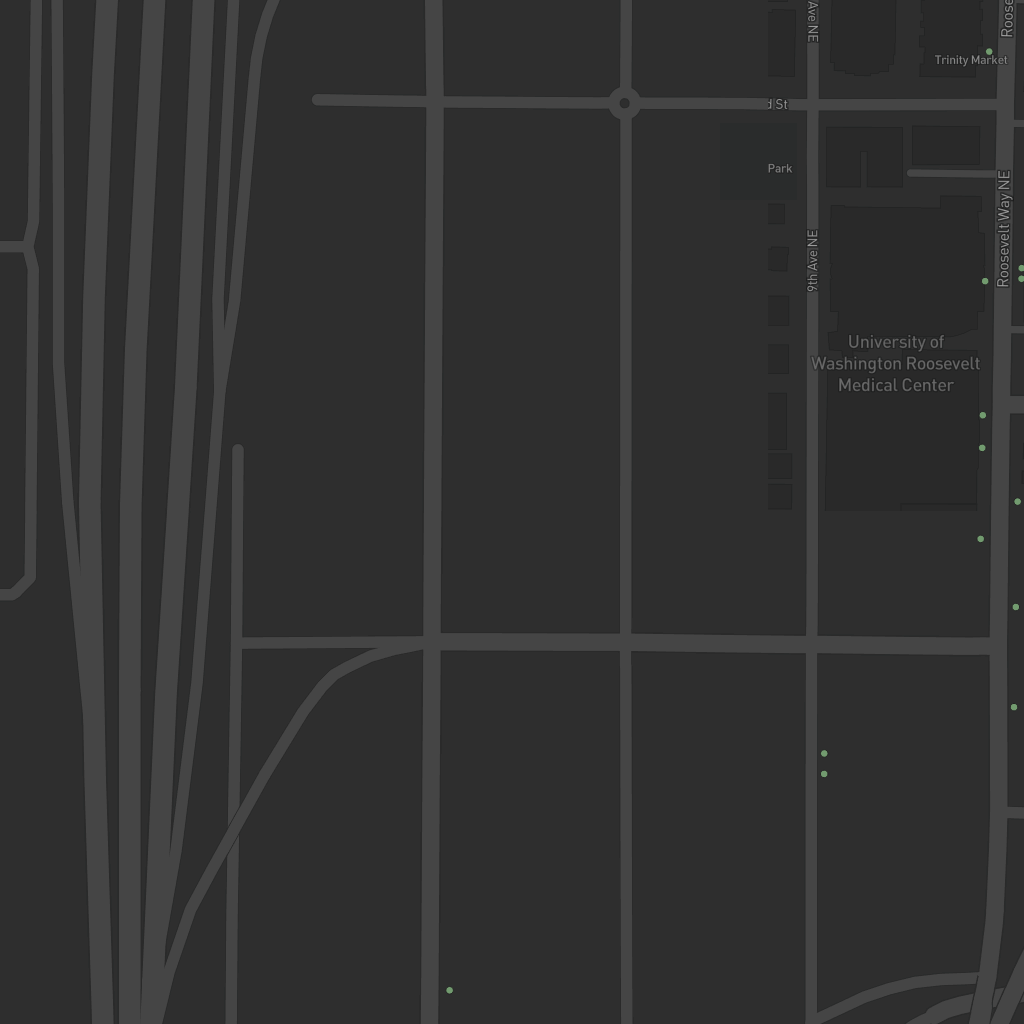 Ave NE
Roose
Trinity Market
d St
Park
9th Ave NE
Roosevelt Way NE
University of
Washington Roosevelt
Medical Center